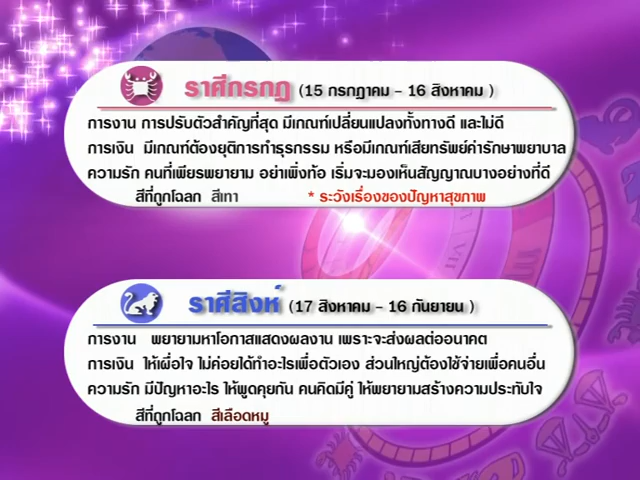 ราศีกรกฎ (15 กรกฎาคม - 16 สิงหาคม )
การงาน การปรับตัวสำคัญที่สุด มีเกณฑ์เปลี่ยนแปลงทั้งทางดี และไม่ดี
การเงิน มีเกณฑ์ต้องยุติการทำธุรกรรม หรือมีเกณฑ์เสียทรัพย์ค่ารักษาพยาบาล
ความรัก คนที่เพียรพยายาม อย่าเพิ่งท้อ เริ่มจะมองเห็นสัญญาณบางอย่างที่ดี
สีที่ถูกโฉลก สีเทา * ระวังเรื่องของปัญหาสุขภาพ
ราศีสิงห์ (17 สิงหาคม - 16 กันยายน )
การงาน พยายามหาโอกาสแสดงผลงาน เพราะจะส่งผลต่ออนาคต
การเงิน ให้เผื่อใจ ไม่ค่อยได้ทำอะไรเพื่อตัวเอง ส่วนใหญ่ต้องใช้จ่ายเพื่อคนอื่น
ความรัก มีปัญหาอะไร ให้พูดคุยกัน คนคิดมีคู่ ให้พยายามสร้างความประทับใจ
สีที่ถูกโฉลก สีเลือดหมู